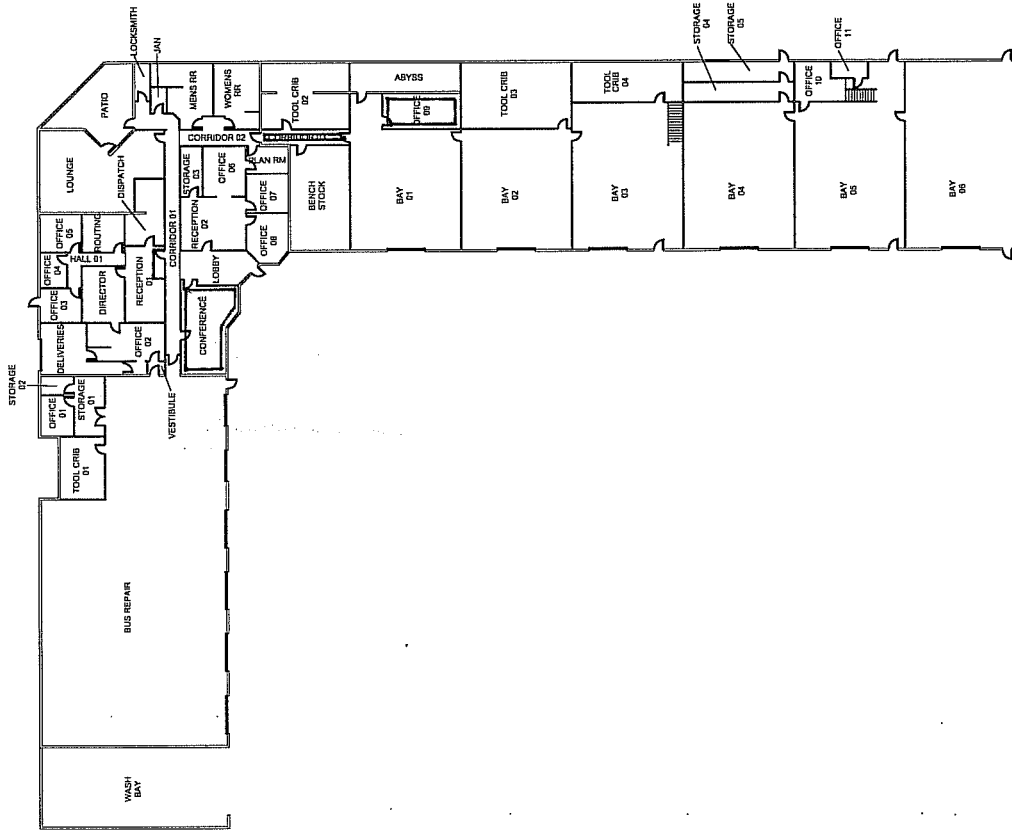 LOCKSMITH
JAN
PATIO
MENS RR
WOMENS
RR
TOOL CRIB
02
ABYSS
OFFICE
09
TOOL CRIB
03
TOOL
CRIB
04
STORAGE
04
STORAGE
05
OFFICE
10
OFFICE
11
LOUNGE
DISPATCH
CORRIDOR 02
STORAGE
03
OFFICE
06
PLAN RM
OFFICE
07
OFFICE
08
RECEPTION
02
LOBBY
BENCH
STOCK
BAY
01
BAY
02
BAY
03
BAY
04
BAY
05
BAY
06
OFFICE
05
ROUTING
HALL 01
OFFICE
04
OFFICE
03
DIRECTOR
RECEPTION
01
CORRIDOR 01
CONFERENCE
DELIVERIES
OFFICE
02
VESTIBULE
STORAGE
02
OFFICE
01
STORAGE
01
TOOL CRIB
01
BUS REPAIR
WASH
BAY